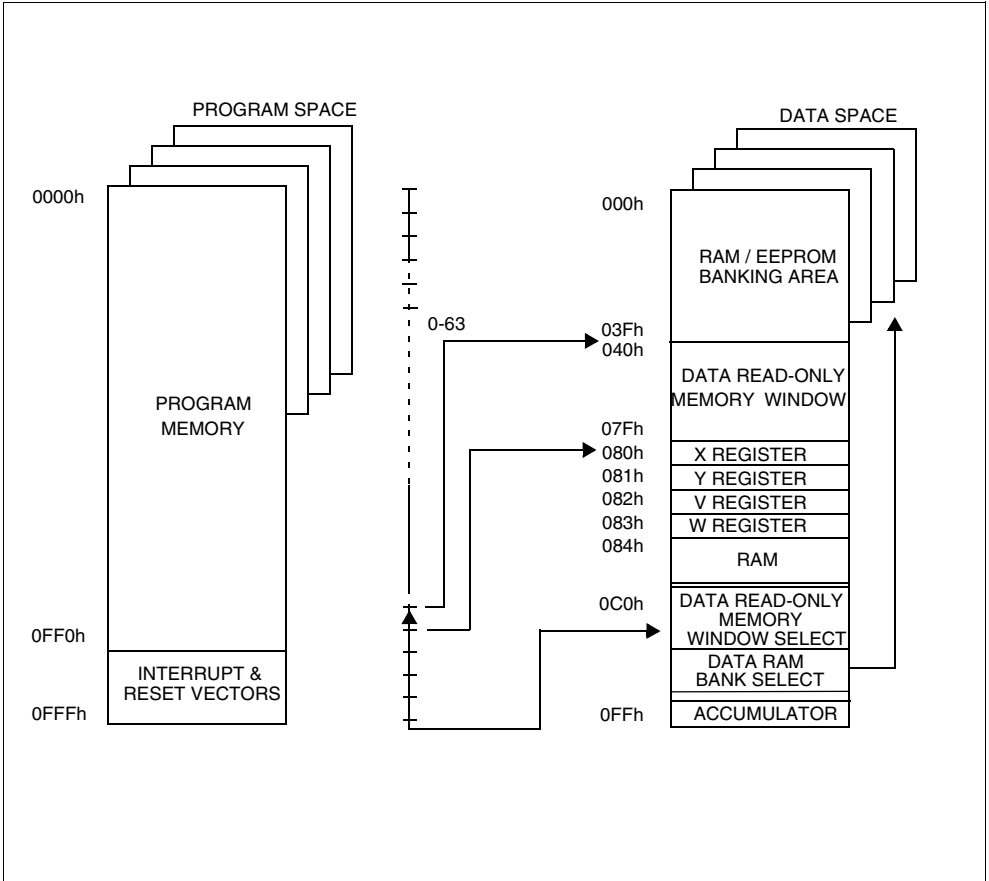 PROGRAM SPACE
0000h
PROGRAM
MEMORY
0FF0h
INTERRUPT &
RESET VECTORS
0FFFh
0-63
DATA SPACE
000h
RAM / EEPROM
BANKING AREA
03Fh
040h
DATA READ-ONLY
MEMORY WINDOW
07Fh
080h
X REGISTER
081h
Y REGISTER
082h
V REGISTER
083h
W REGISTER
084h
RAM
0C0h
DATA READ-ONLY
MEMORY
WINDOW SELECT
DATA RAM
BANK SELECT
0FFh
ACCUMULATOR